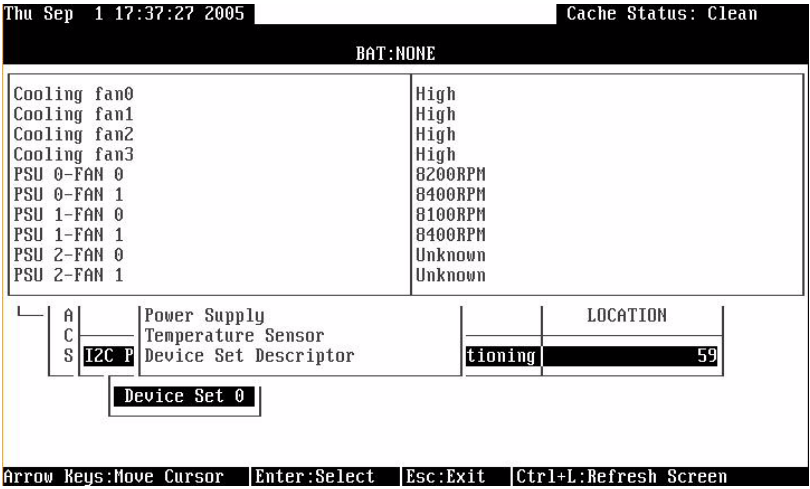 Thu Sep  1 17:37:27 2005 Cache Status: Clean
BAT:NONE
Cooling fan0 High
Cooling fan1 High
Cooling fan2 High
Cooling fan3 High
PSU 0-FAN 0 8200RPM
PSU 0-FAN 1 8400RPM
PSU 1-FAN 0 8100RPM
PSU 1-FAN 1 8400RPM
PSU 2-FAN 0 Unknown
PSU 2-FAN 1 Unknown
A Power Supply LOCATION
C Temperature Sensor
S I2C P Device Set Descriptor tioning 59
Device Set 0
Arrow Keys:Move Cursor Enter:Select Esc:Exit Ctrl+L:Refresh Screen